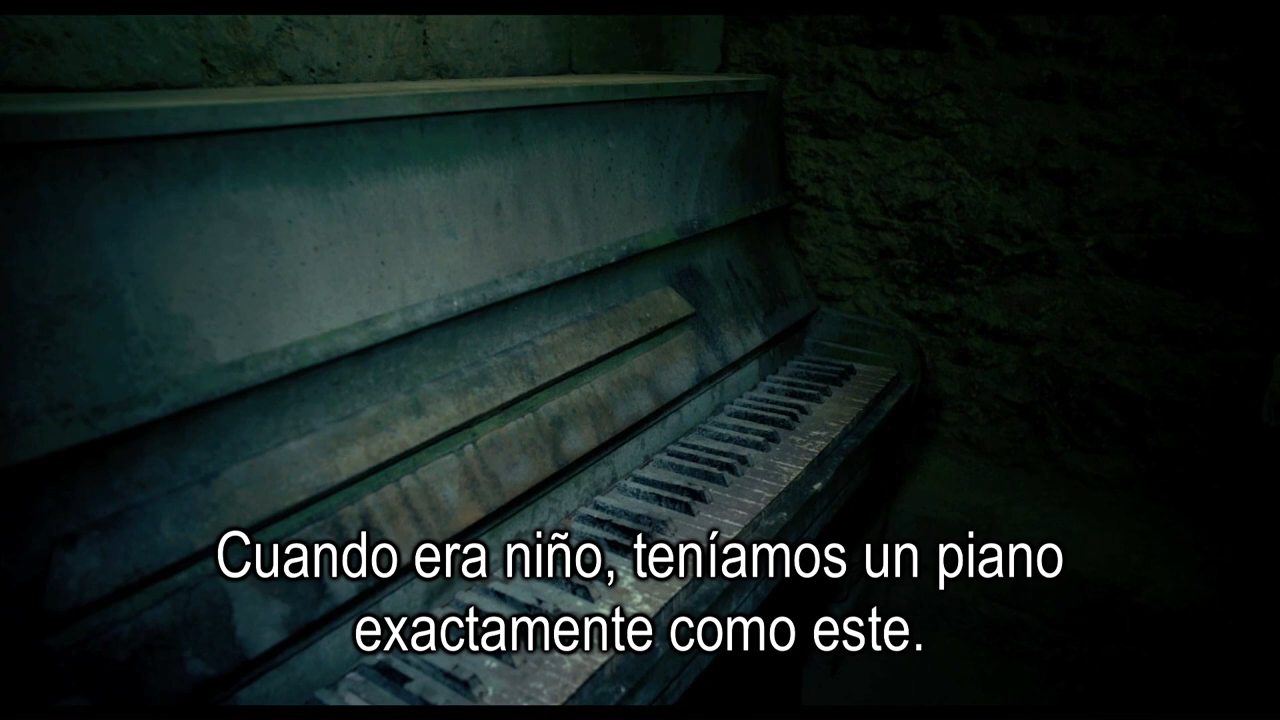 Cuando era niño, teníamos un piano
exactamente como este.